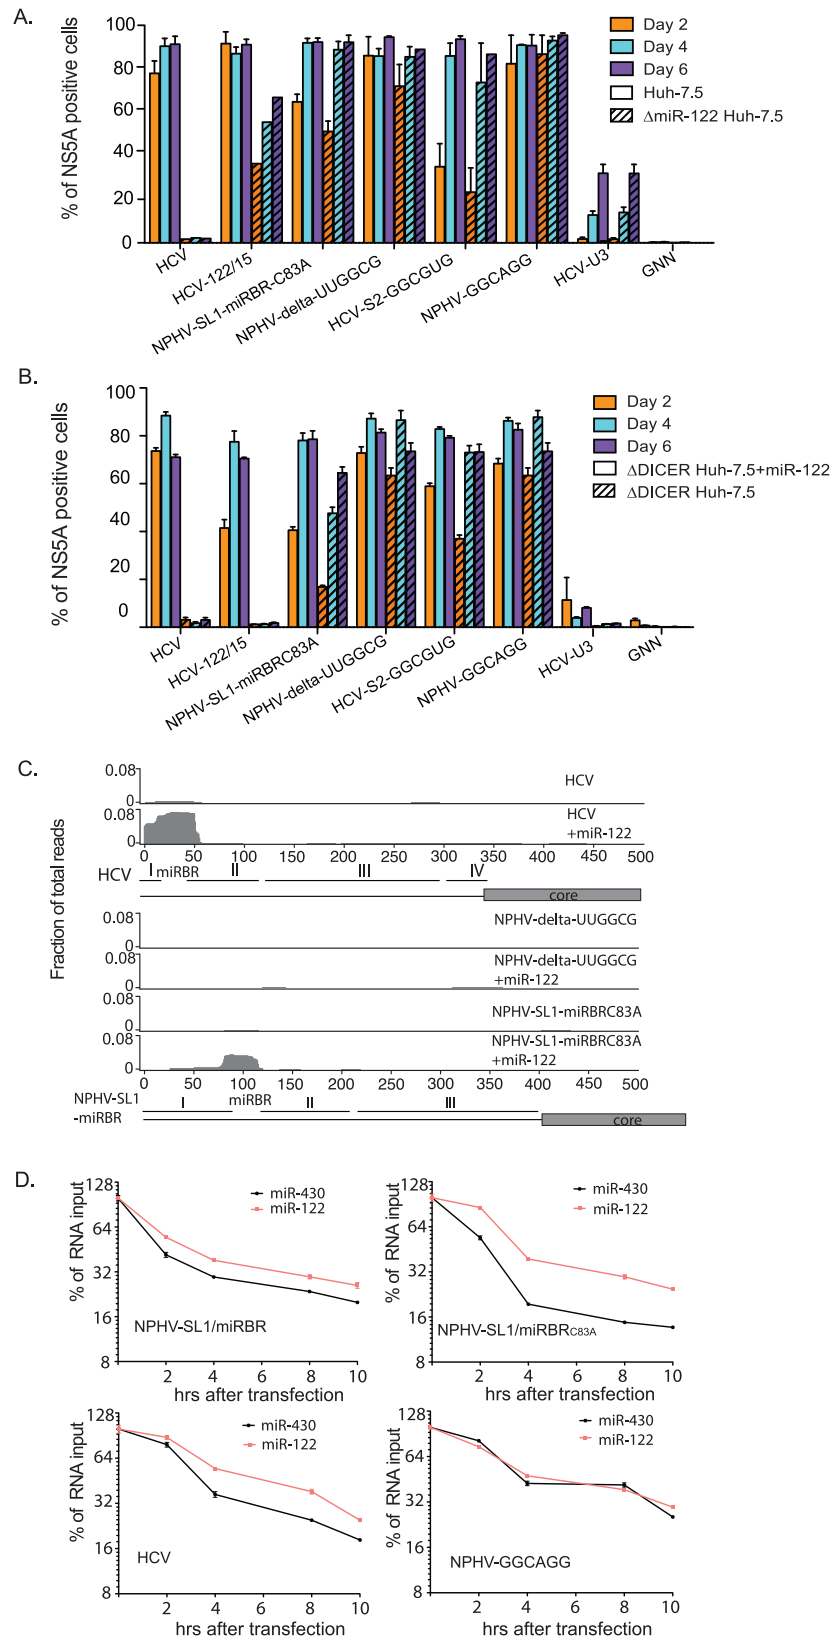 A.
% of NS5A positive cells
100
80
60
40
20
0
Day 2
Day 4
Day 6
Huh-7.5
ΔmiR-122 Huh-7.5
HCV
HCV-122/15
NPHV-SL1-miRBR-C83A
NPHV-delta-UUGGCG
HCV-S2-GGCGUG
NPHV-GGCAGG
HCV-U3
GNN
B.
% of NS5A positive cells
100
80
60
40
20
0
Day 2
Day 4
Day 6
ΔDICER Huh-7.5+miR-122
ΔDICER Huh-7.5
HCV
HCV-122/15
NPHV-SL1-miRBRC83A
NPHV-delta-UUGGCG
HCV-S2-GGCGUG
NPHV-GGCAGG
HCV-U3
GNN
C.
Fraction of total reads
0.08
0
HCV
0.08
0
HCV
+miR-122
0 50 100 150 200 250 300 350 400 450 500
HCV I miRBR II III IV
core
0.08
0
NPHV-delta-UUGGCG
0.08
0
NPHV-delta-UUGGCG
+miR-122
0.08
0
NPHV-SL1-miRBRC83A
0.08
0
NPHV-SL1-miRBRC83A
+miR-122
0 50 100 150 200 250 300 350 400 450 500
NPHV-SL1
-miRBR
I miRBR II III
core
D.
% of RNA input
128
64
32
16
8
miR-430
miR-122
NPHV-SL1/miRBR
2 4 6 8 10
hrs after transfection
% of RNA input
128
64
32
16
8
miR-430
miR-122
NPHV-SL1/miRBRC83A
2 4 6 8 10
hrs after transfection
% of RNA input
128
64
32
16
8
miR-430
miR-122
HCV
2 4 6 8 10
hrs after transfection
% of RNA input
128
64
32
16
8
miR-430
miR-122
NPHV-GGCAGG
2 4 6 8 10
hrs after transfection